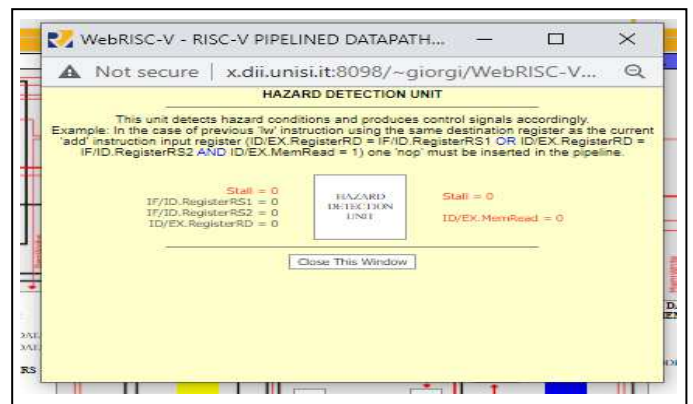 WebRISC-V - RISC-V PIPELINED DATAPATH...
Not secure | x.dii.unisi.it:8098/~giorgi/WebRISC-V...
HAZARD DETECTION UNIT
This unit detects hazard conditions and produces control signals accordingly.
Example: In the case of previous 'lw' instruction using the same destination register as the current
'add' instruction input register (ID/EX.RegisterRD = IF/ID.RegisterRS1 OR ID/EX.RegisterRD =
IF/ID.RegisterRS2 AND ID/EX.MemRead = 1) one 'nop' must be inserted in the pipeline.
Stall = 0
IF/ID.RegisterRS1 = 0
IF/ID.RegisterRS2 = 0
ID/EX.RegisterRD = 0
HAZARD
DETECTION
UNIT
Stall = 0
ID/EX.MemRead = 0
Close This Window
RS